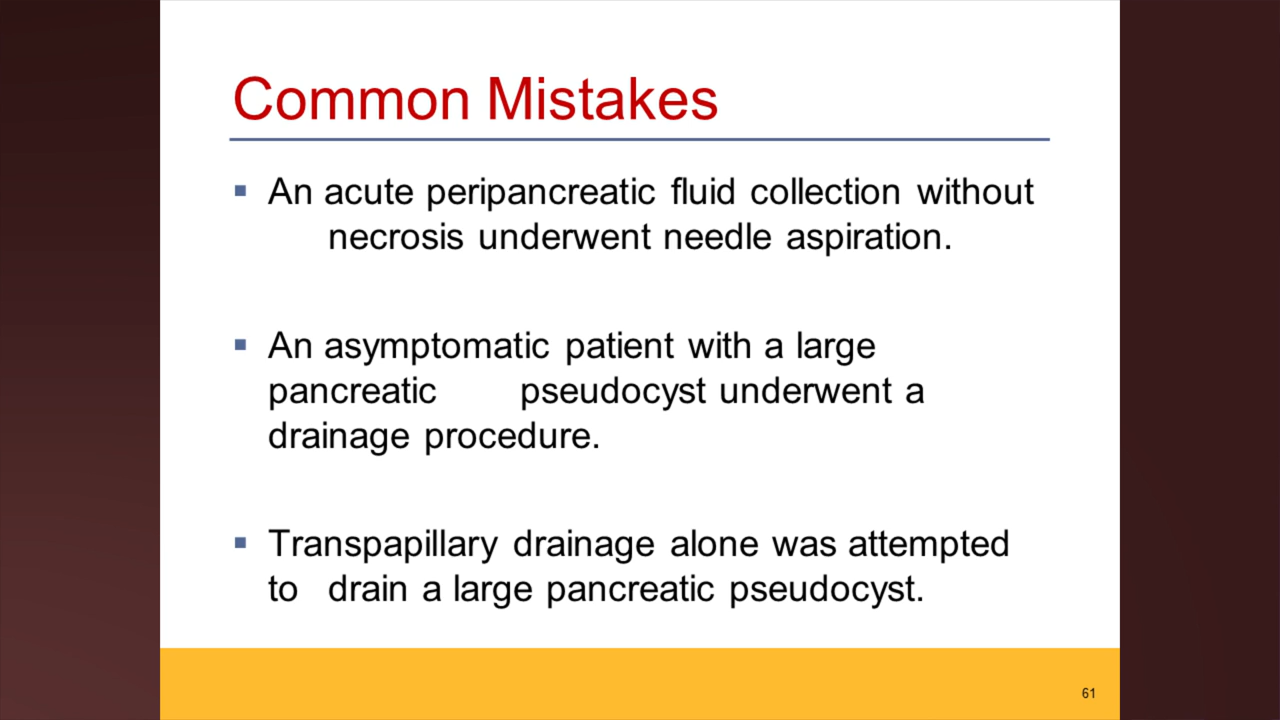 Common Mistakes
▪ An acute peripancreatic fluid collection without
necrosis underwent needle aspiration.
▪ An asymptomatic patient with a large
pancreatic pseudocyst underwent a
drainage procedure.
▪ Transpapillary drainage alone was attempted
to drain a large pancreatic pseudocyst.
61